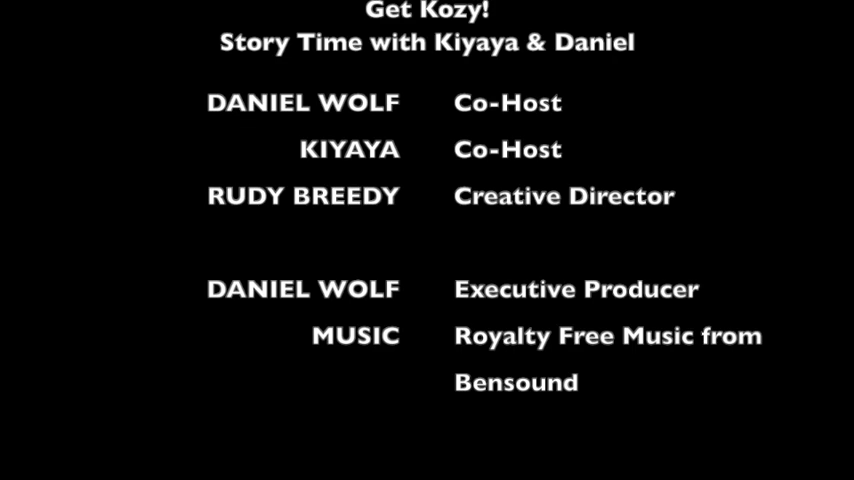 Get Kozy!
Story Time with Kiyaya & Daniel
DANIEL WOLF Co-Host
KIYAYA Co-Host
RUDY BREEDY Creative Director
DANIEL WOLF Executive Producer
MUSIC Royalty Free Music from
Bensound